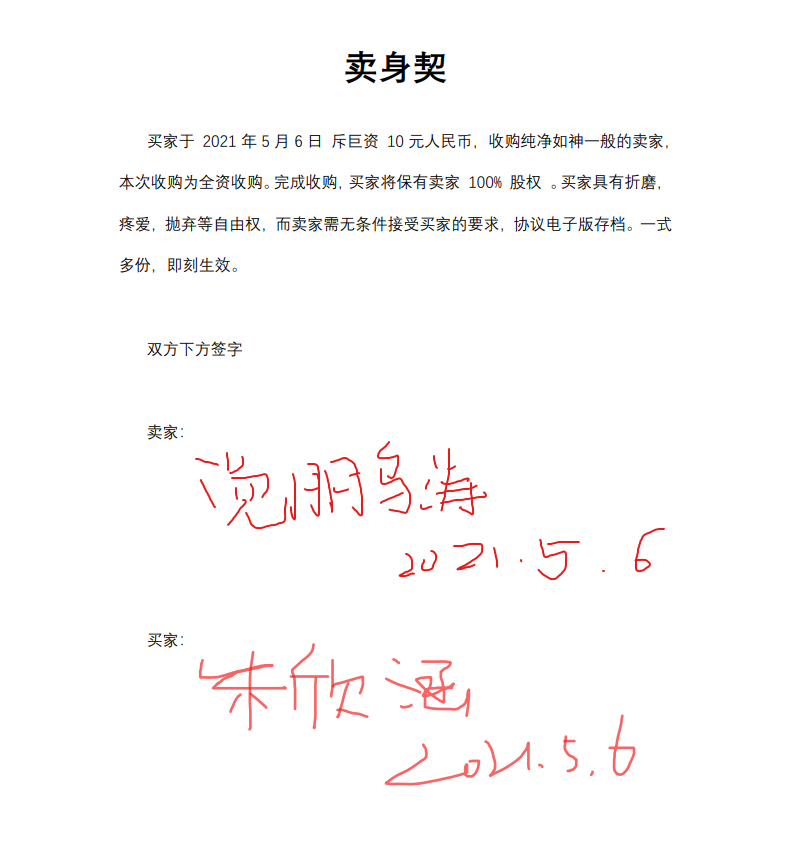 卖身契
买家于 2021 年 5 月 6 日 斥巨资 10 元人民币，收购纯净如神一般的卖家，
本次收购为全资收购。完成收购，买家将保有卖家 100% 股权 。买家具有折磨，
疼爱，抛弃等自由权，而卖家需无条件接受买家的要求，协议电子版存档。一式
多份，即刻生效。
双方下方签字
卖家：
2021.5.6
买家：
朱欣涵
2021.5.6